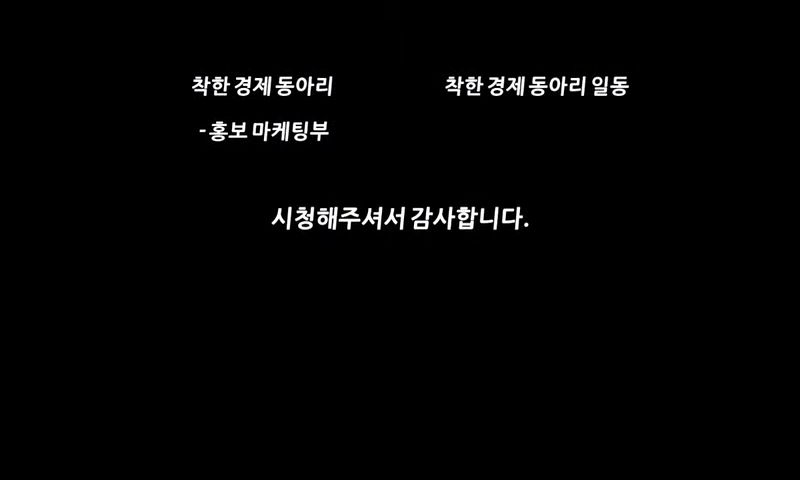 착한 경제 동아리
착한 경제 동아리 일동
- 홍보 마케팅부
시청해주셔서 감사합니다.